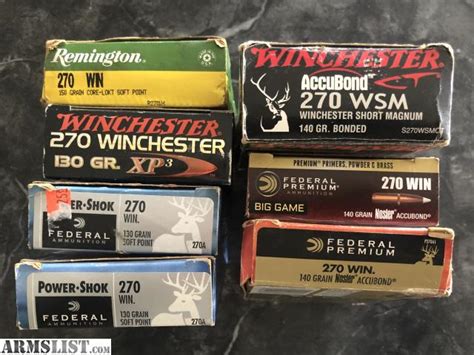 Remington
270 WIN
CORE-LOKT SOFT POINT
WINCHESTER
270 WINCHESTER
130 GR. XP3
POWER·SHOK
FEDERAL
AMMUNITION
270
WIN.
130 GRAIN
SOFT POINT
270A
POWER·SHOK
FEDERAL
AMMUNITION
270
WIN.
130 GRAIN
SOFT POINT
270A
WINCHESTER
AccuBond
270 WSM
WINCHESTER SHORT MAGNUM
140 GR. BONDED
S270WSMCT
PREMIUM PRIMERS, POWDER & BRASS
FEDERAL
PREMIUM
AMMUNITION
270 WIN
BIG GAME
140 GRAIN Nosler ACCUBOND
FEDERAL
PREMIUM
270 WIN.
140 GRAIN Nosler ACCUBOND
ARMSLIST.COM